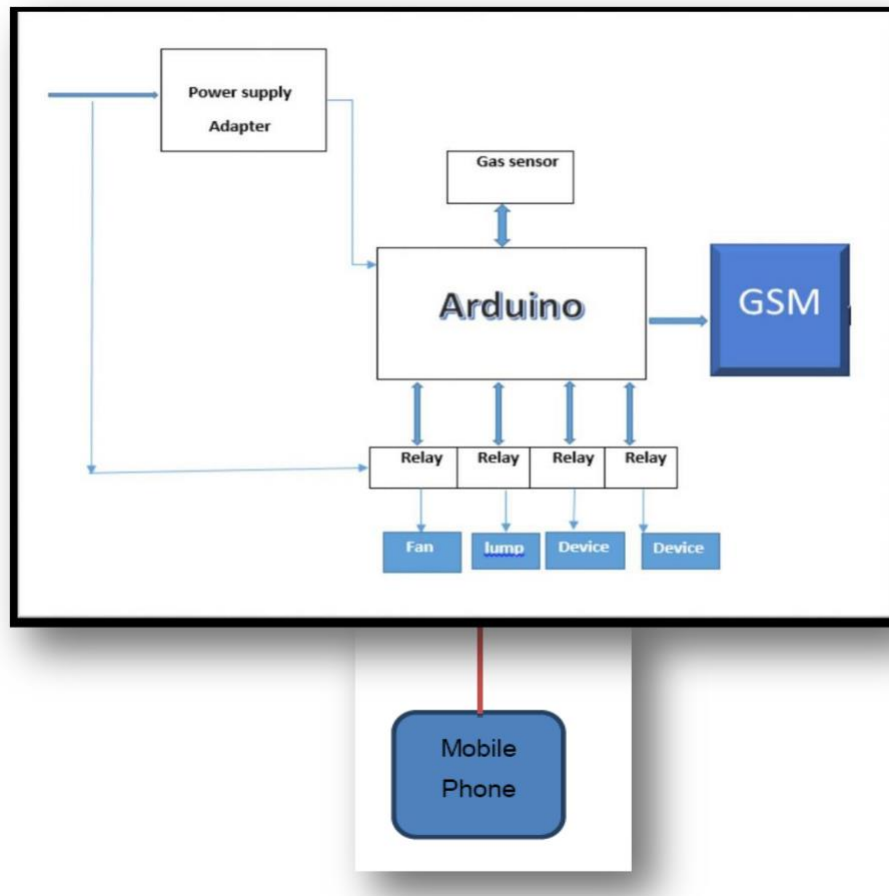 Power supply
Adapter
Gas sensor
Arduino
GSM
Relay
Relay
Relay
Relay
Fan
lump
Device
Device
Mobile
Phone